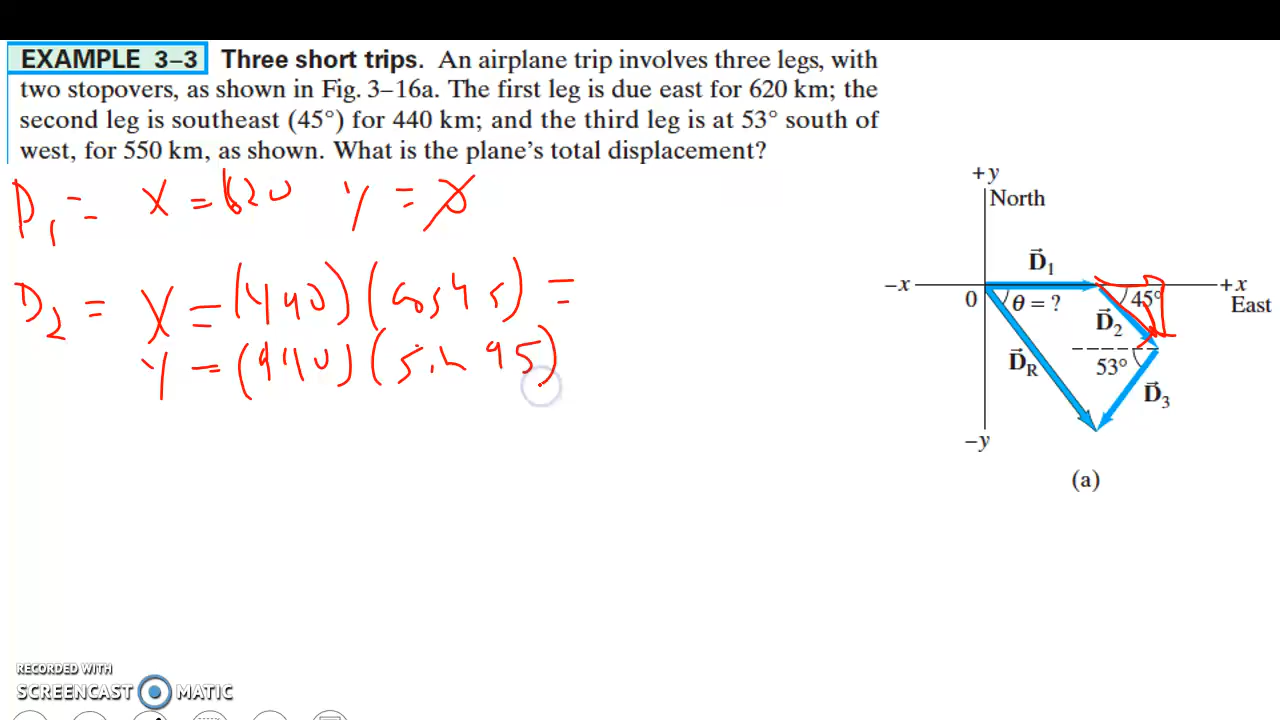 EXAMPLE 3–3 Three short trips. An airplane trip involves three legs, with
two stopovers, as shown in Fig. 3–16a. The first leg is due east for 620 km; the
second leg is southeast (45°) for 440 km; and the third leg is at 53° south of
west, for 550 km, as shown. What is the plane's total displacement?
D1 = X = 620 Y = 0
D2 = X = (440) (cos 45) =
Y = (440) (sin 45)
+y
North
D⃗1
−x
0
θ = ?
45°
+x
East
D⃗2
D⃗R
53°
D⃗3
−y
(a)
RECORDED WITH
SCREENCAST MATIC